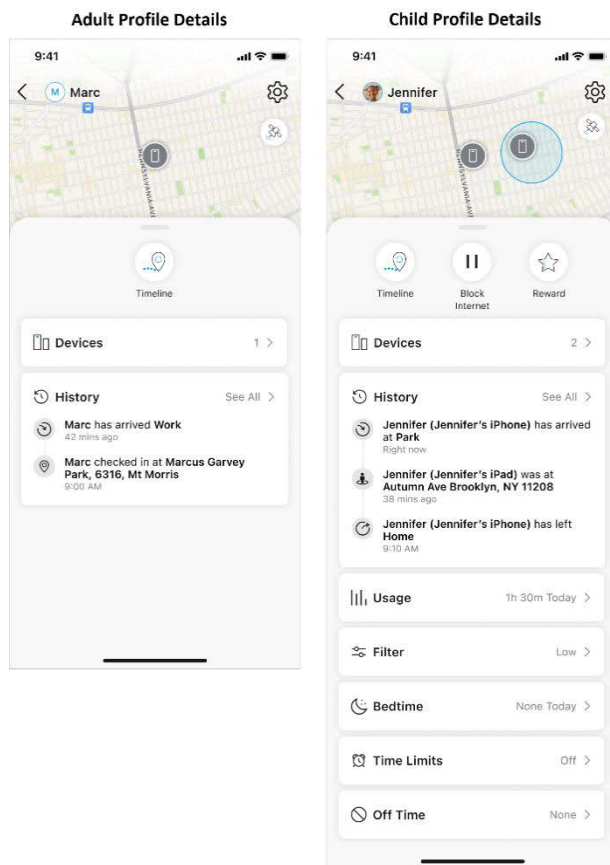 Adult Profile Details
9:41
M Marc
PENNSYLVANIA AVE
Timeline
Devices 1
History See All
Marc has arrived Work
42 mins ago
Marc checked in at Marcus Garvey
Park, 6316, Mt Morris
9:00 AM
Child Profile Details
9:41
Jennifer
PENNSYLVANIA AVE
Timeline
Block
Internet
Reward
Devices 2
History See All
Jennifer (Jennifer's iPhone) has arrived
at Park
Right now
Jennifer (Jennifer's iPad) was at
Autumn Ave Brooklyn, NY 11208
38 mins ago
Jennifer (Jennifer's iPhone) has left
Home
9:10 AM
Usage 1h 30m Today
Filter Low
Bedtime None Today
Time Limits Off
Off Time None